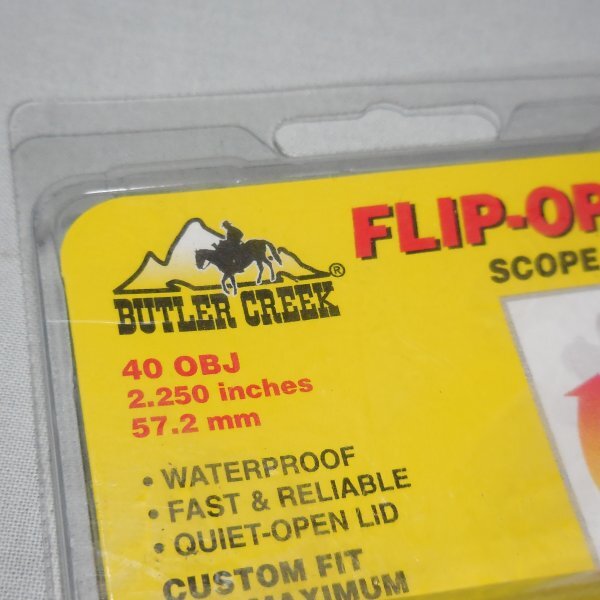 FLIP-OP
SCOPE
BUTLER CREEK®
40 OBJ
2.250 inches
57.2 mm
• WATERPROOF
• FAST & RELIABLE
• QUIET-OPEN LID
CUSTOM FIT
MAXIMUM